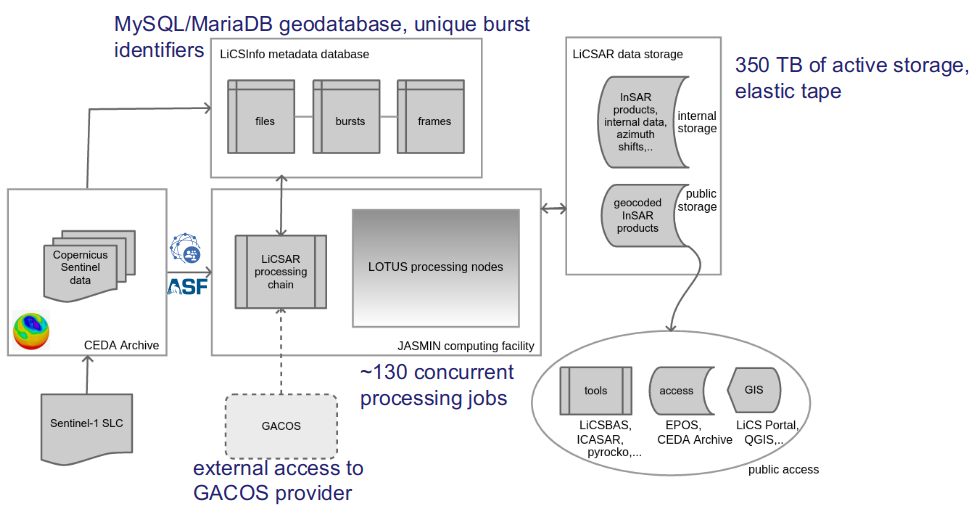 MySQL/MariaDB geodatabase, unique burst
identifiers
LiCSInfo metadata database
files
bursts
frames
LiCSAR data storage
InSAR
products,
internal data,
azimuth
shifts,..
internal
storage
geocoded
InSAR
products
public
storage
350 TB of active storage,
elastic tape
Copernicus
Sentinel
data
CEDA Archive
ASF
LiCSAR
processing
chain
LOTUS processing nodes
JASMIN computing facility
~130 concurrent
processing jobs
Sentinel-1 SLC
GACOS
external access to
GACOS provider
tools
access
GIS
LiCSBAS,
ICASAR,
pyrocko,...
EPOS,
CEDA Archive
LiCS Portal,
QGIS,..
public access